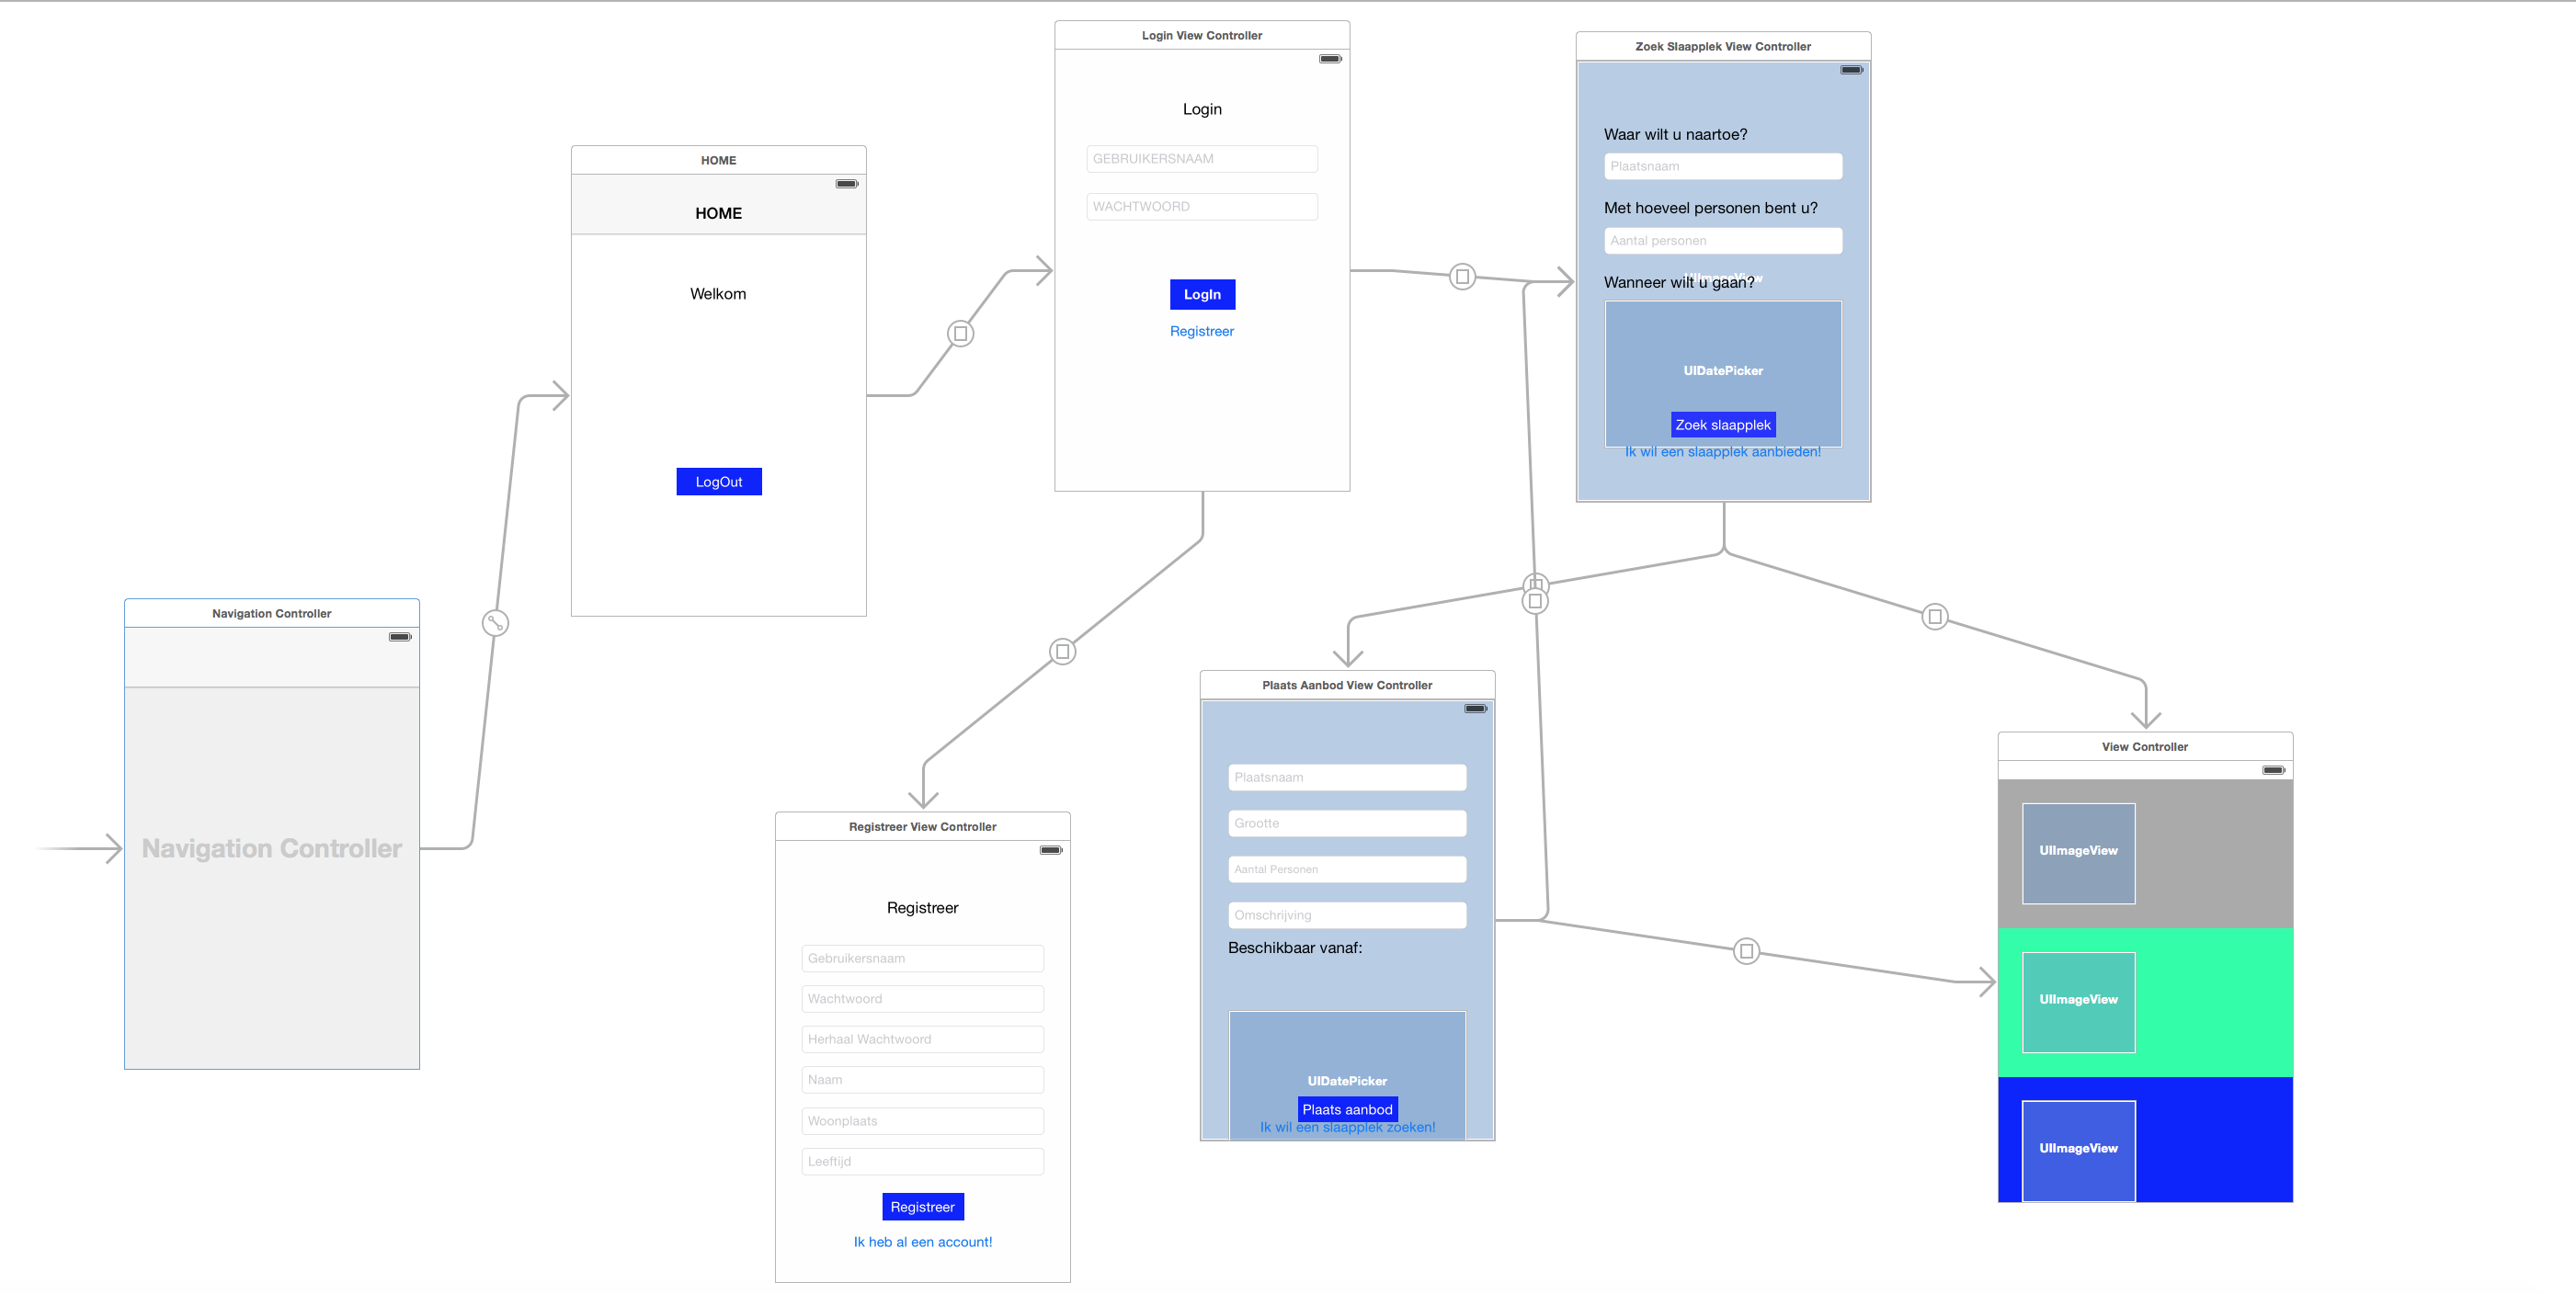 Navigation Controller
Navigation Controller
HOME
HOME
Welkom
LogOut
Login View Controller
Login
GEBRUIKERSNAAM
WACHTWOORD
LogIn
Registreer
Zoek Slaapplek View Controller
Waar wilt u naartoe?
Plaatsnaam
Met hoeveel personen bent u?
Aantal personen
UIImageView
Wanneer wilt u gaan?
UIDatePicker
Zoek slaapplek
Ik wil een slaapplek aanbieden!
Registreer View Controller
Registreer
Gebruikersnaam
Wachtwoord
Herhaal Wachtwoord
Naam
Woonplaats
Leeftijd
Registreer
Ik heb al een account!
Plaats Aanbod View Controller
Plaatsnaam
Grootte
Aantal Personen
Omschrijving
Beschikbaar vanaf:
UIDatePicker
Plaats aanbod
Ik wil een slaapplek zoeken!
View Controller
UIImageView
UIImageView
UIImageView